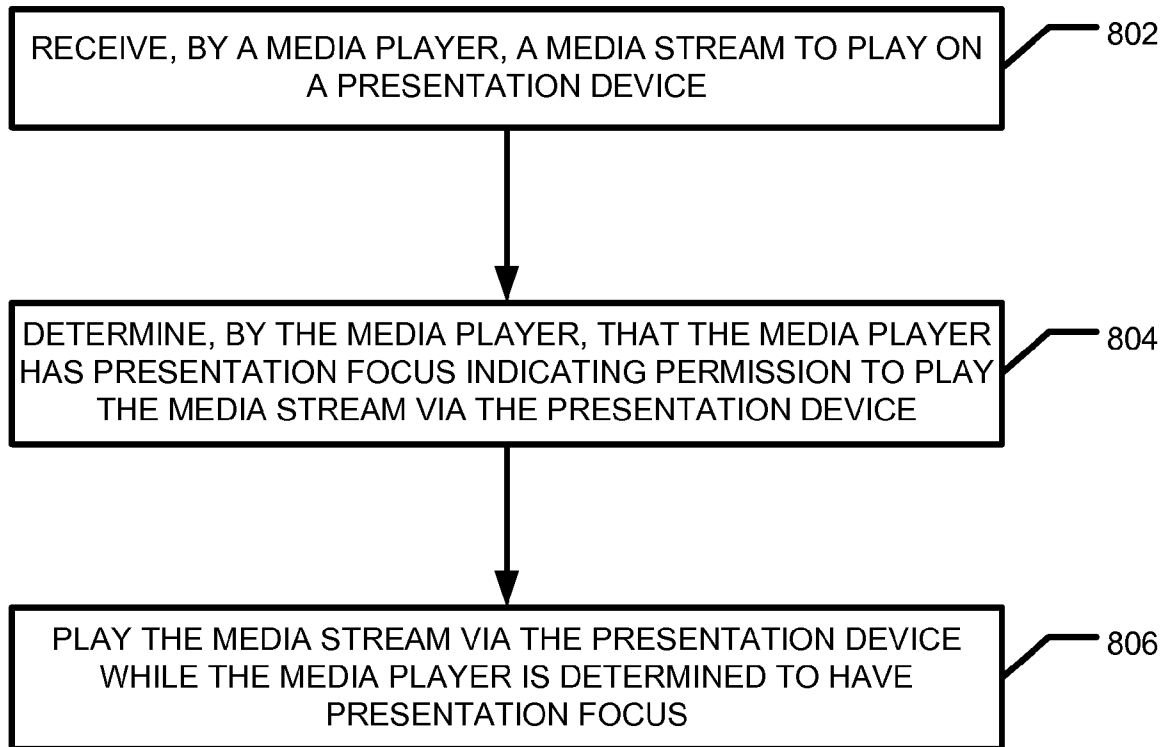 RECEIVE, BY A MEDIA PLAYER, A MEDIA STREAM TO PLAY ON
A PRESENTATION DEVICE
802
DETERMINE, BY THE MEDIA PLAYER, THAT THE MEDIA PLAYER
HAS PRESENTATION FOCUS INDICATING PERMISSION TO PLAY
THE MEDIA STREAM VIA THE PRESENTATION DEVICE
804
PLAY THE MEDIA STREAM VIA THE PRESENTATION DEVICE
WHILE THE MEDIA PLAYER IS DETERMINED TO HAVE
PRESENTATION FOCUS
806